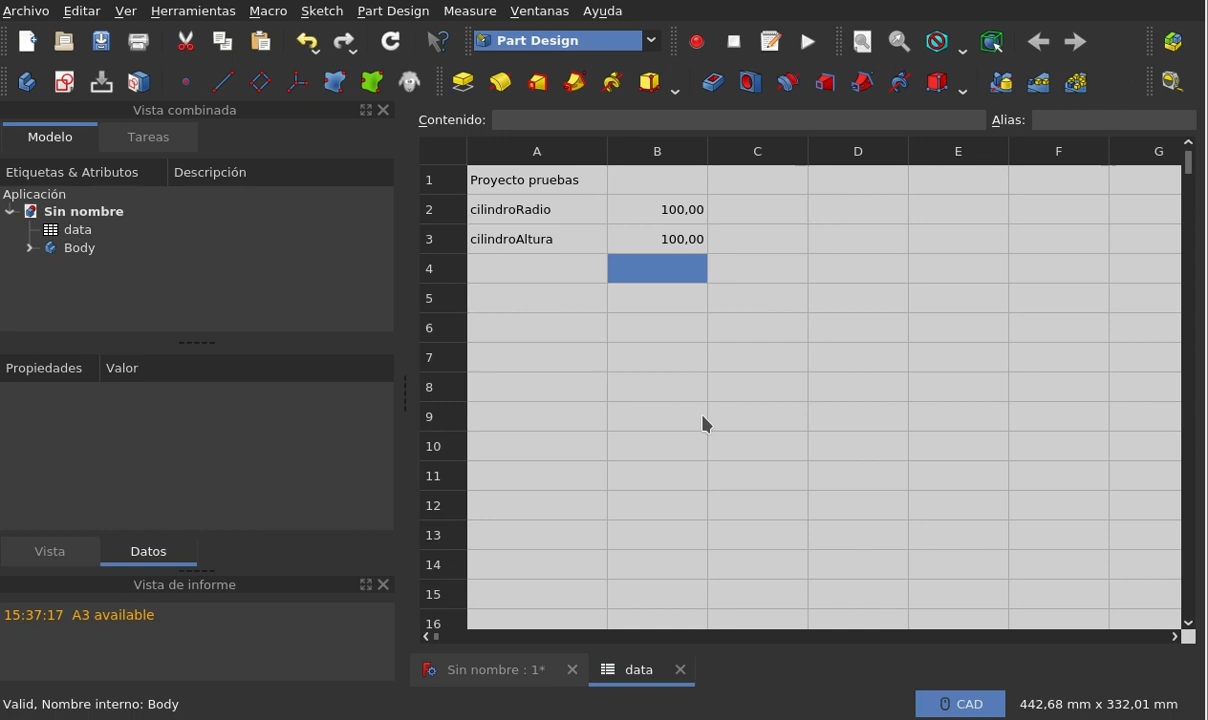 Archivo Editar Ver Herramientas Macro Sketch Part Design Measure Ventanas Ayuda
Part Design
Vista combinada
Modelo Tareas
Etiquetas & Atributos Descripción
Aplicación
Sin nombre
data
Body
Propiedades Valor
Vista Datos
Vista de informe
15:37:17 A3 available
Contenido: Alias:
A B C D E F G
1 Proyecto pruebas
2 cilindroRadio 100,00
3 cilindroAltura 100,00
4
5
6
7
8
9
10
11
12
13
14
15
16
Sin nombre : 1* data
Valid, Nombre interno: Body CAD 442,68 mm x 332,01 mm